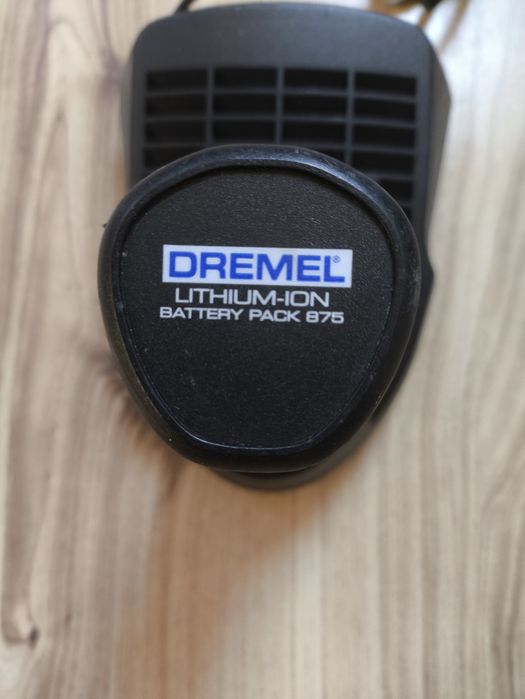 DREMEL®
LITHIUM-ION
BATTERY PACK 875